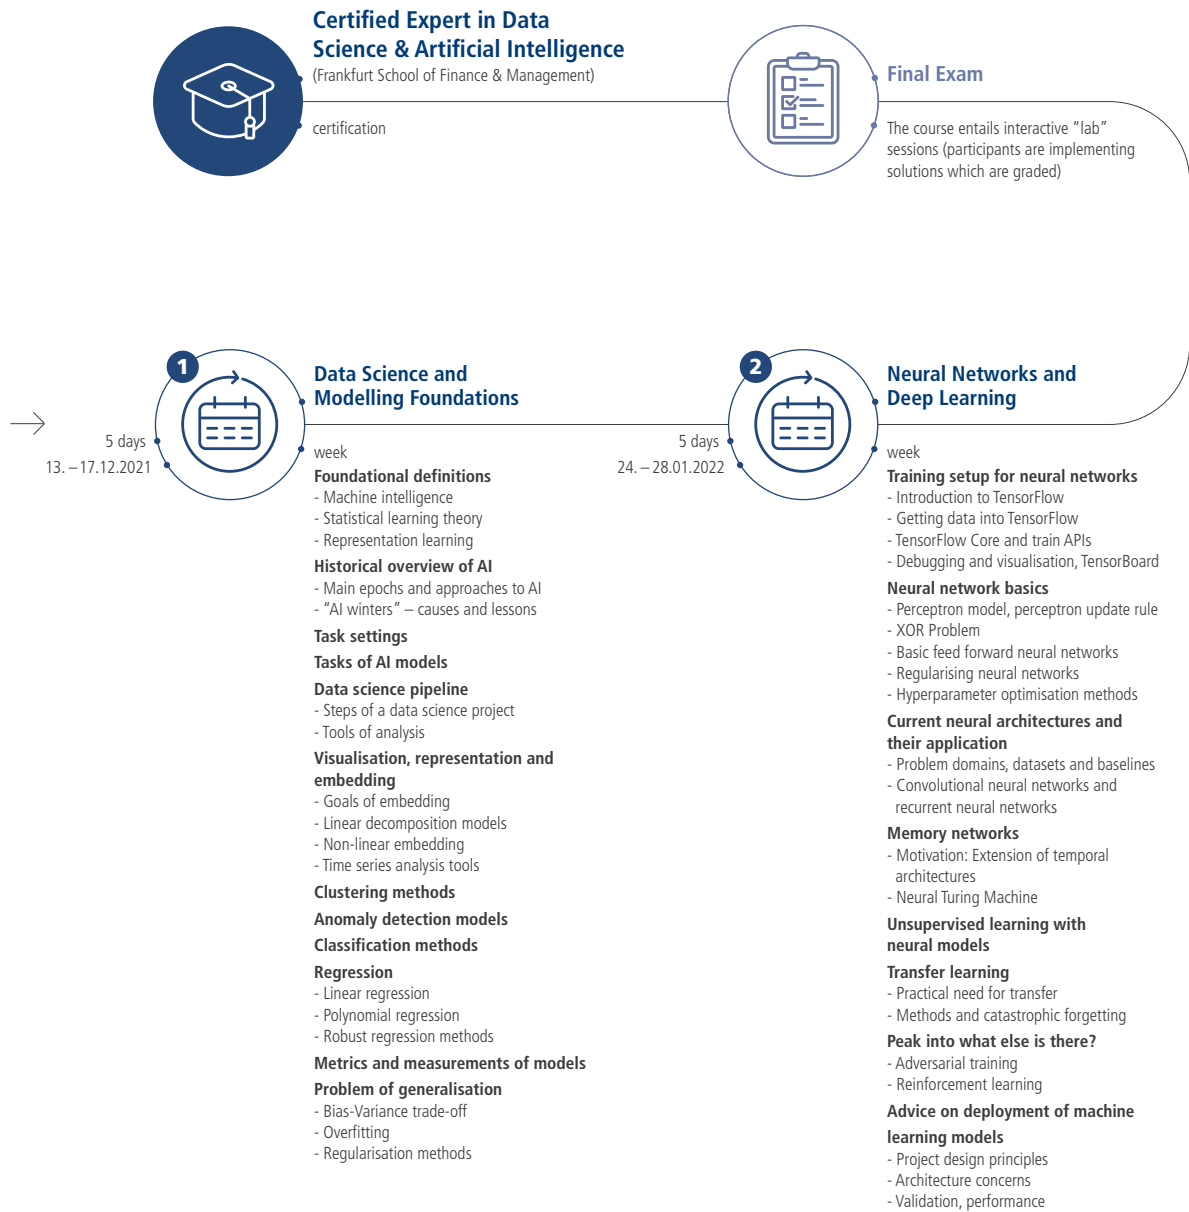 Certified Expert in Data
Science & Artificial Intelligence
(Frankfurt School of Finance & Management)
certification
Final Exam
The course entails interactive “lab”
sessions (participants are implementing
solutions which are graded)
1
5 days
13. – 17.12.2021
Data Science and
Modelling Foundations
week
Foundational definitions
- Machine intelligence
- Statistical learning theory
- Representation learning
Historical overview of AI
- Main epochs and approaches to AI
- “AI winters” – causes and lessons
Task settings
Tasks of AI models
Data science pipeline
- Steps of a data science project
- Tools of analysis
Visualisation, representation and
embedding
- Goals of embedding
- Linear decomposition models
- Non-linear embedding
- Time series analysis tools
Clustering methods
Anomaly detection models
Classification methods
Regression
- Linear regression
- Polynomial regression
- Robust regression methods
Metrics and measurements of models
Problem of generalisation
- Bias-Variance trade-off
- Overfitting
- Regularisation methods
2
5 days
24. – 28.01.2022
Neural Networks and
Deep Learning
week
Training setup for neural networks
- Introduction to TensorFlow
- Getting data into TensorFlow
- TensorFlow Core and train APIs
- Debugging and visualisation, TensorBoard
Neural network basics
- Perceptron model, perceptron update rule
- XOR Problem
- Basic feed forward neural networks
- Regularising neural networks
- Hyperparameter optimisation methods
Current neural architectures and
their application
- Problem domains, datasets and baselines
- Convolutional neural networks and
recurrent neural networks
Memory networks
- Motivation: Extension of temporal
architectures
- Neural Turing Machine
Unsupervised learning with
neural models
Transfer learning
- Practical need for transfer
- Methods and catastrophic forgetting
Peak into what else is there?
- Adversarial training
- Reinforcement learning
Advice on deployment of machine
learning models
- Project design principles
- Architecture concerns
- Validation, performance